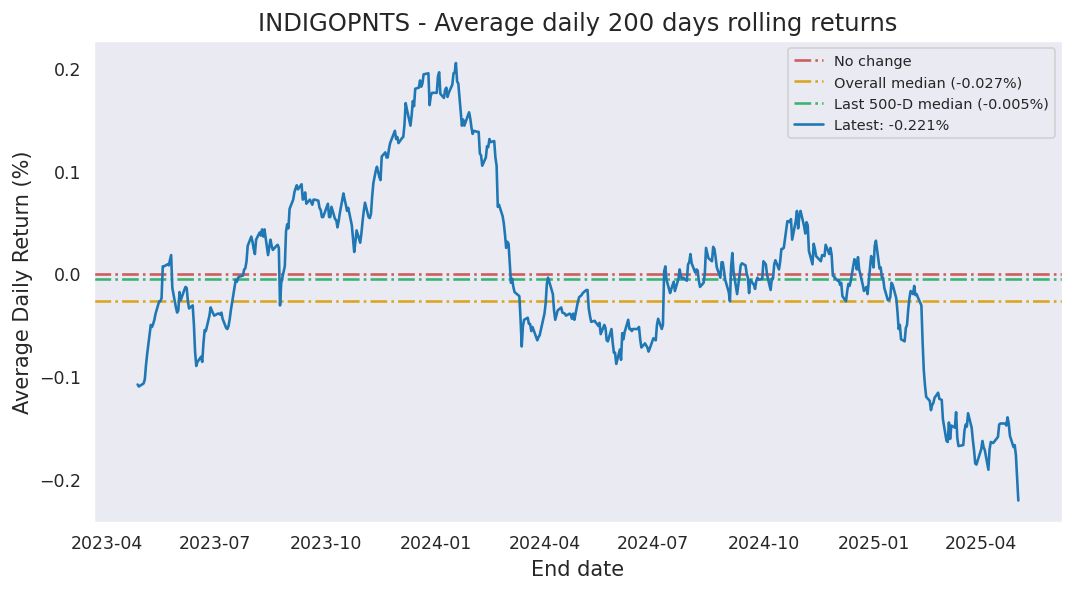 INDIGOPNTS - Average daily 200 days rolling returns
No change
Overall median (-0.027%)
Last 500-D median (-0.005%)
Latest: -0.221%
Average Daily Return (%)
0.2
0.1
0.0
−0.1
−0.2
2023-04 2023-07 2023-10 2024-01 2024-04 2024-07 2024-10 2025-01 2025-04
End date